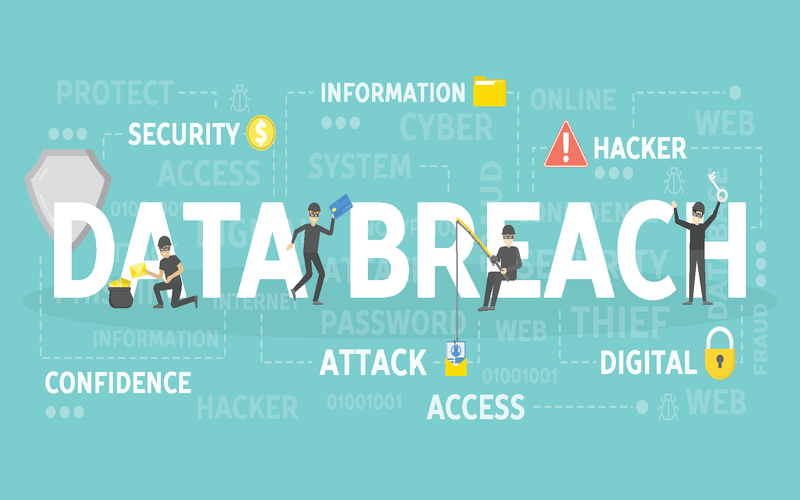 PROTECT
INFORMATION
ONLINE
SECURITY
$
CYBER
WEB
!
HACKER
ACCESS
SYSTEM
DATA BREACH
INTERNET
INFORMATION
PASSWORD
WEB
THIEF
FRAUD
ATTACK
DIGITAL
CONFIDENCE
01001001
HACKER
01001001
ACCESS
WEB